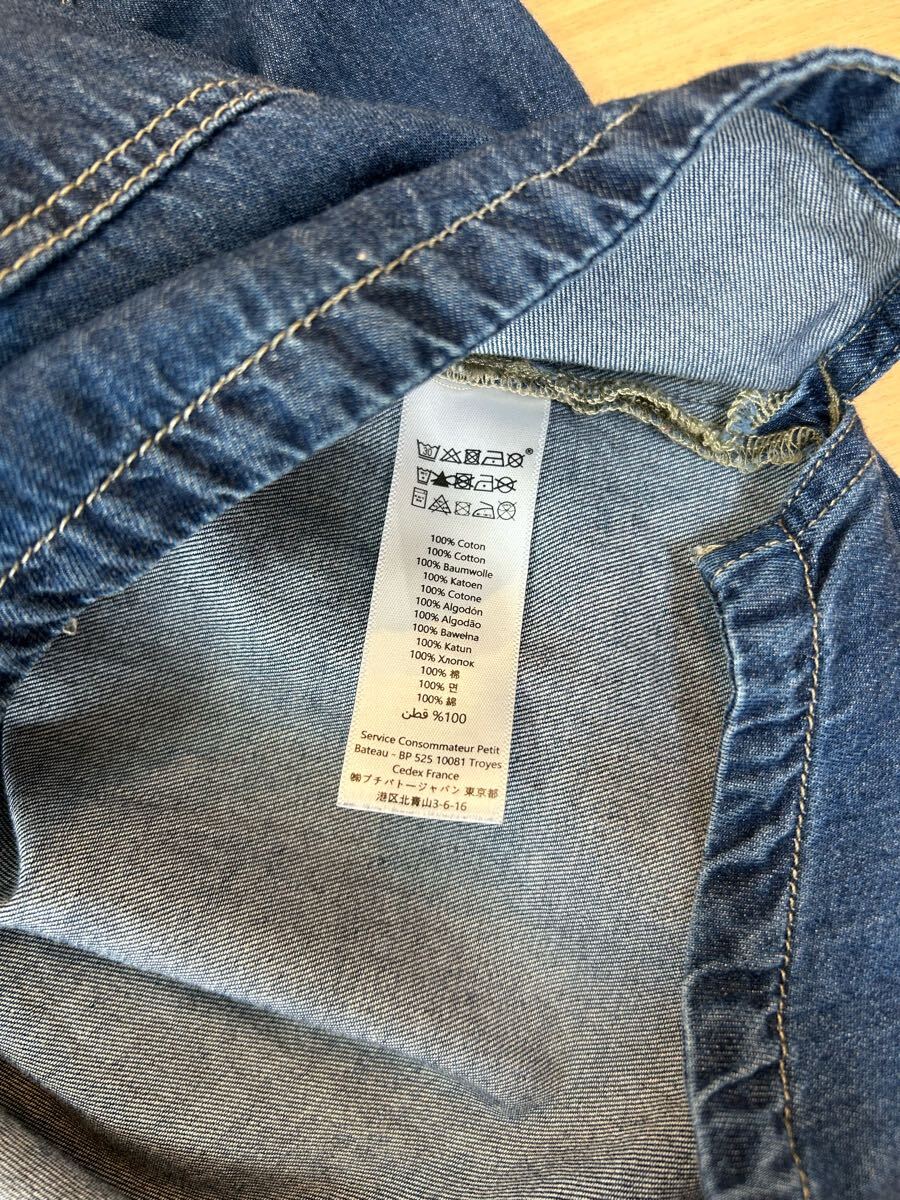 30
®
100% Coton
100% Cotton
100% Baumwolle
100% Katoen
100% Cotone
100% Algodón
100% Algodão
100% Bawełna
100% Katun
100% Хлопок
100% 棉
100% 면
100% 綿
100% قطن
Service Consommateur Petit
Bateau - BP 525 10081 Troyes
Cedex France
㈱プチバトージャパン 東京都
港区北青山3-6-16